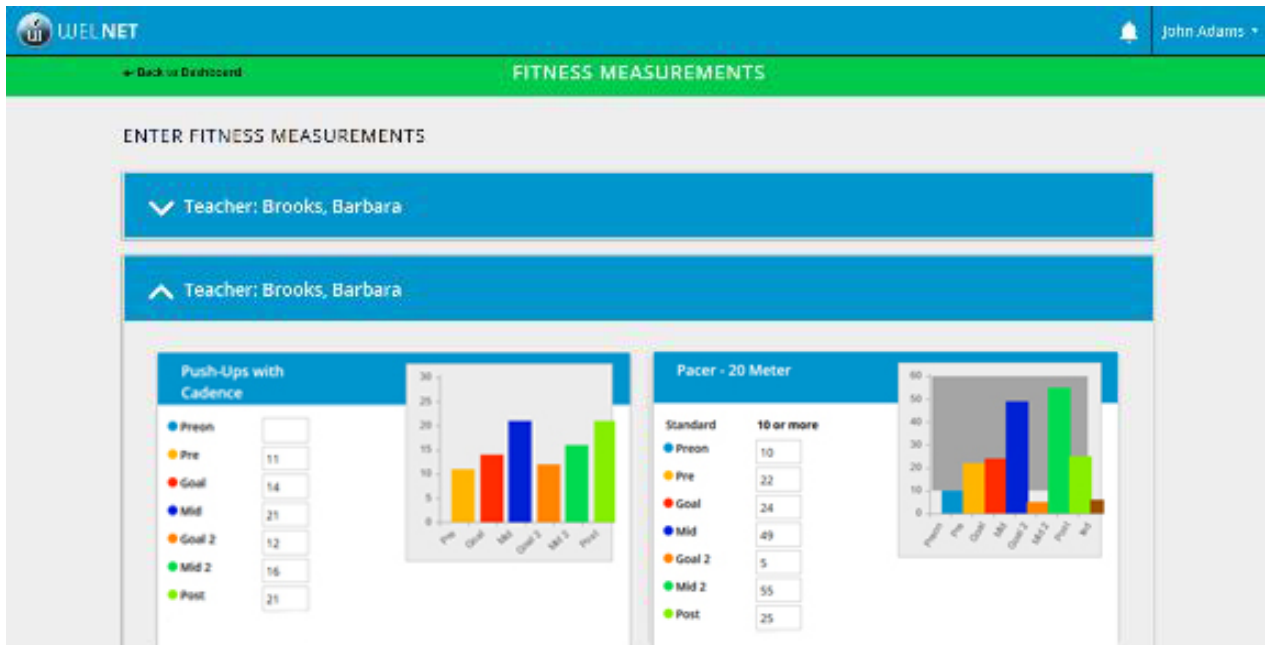 WELNET
John Adams
Back to Dashboard
FITNESS MEASUREMENTS
ENTER FITNESS MEASUREMENTS
Teacher: Brooks, Barbara
Teacher: Brooks, Barbara
Push-Ups with
Cadence
Preon
Pre 11
Goal 14
Mid 21
Goal 2 12
Mid 2 16
Post 21
30
25
20
15
10
5
0
Pre Goal Mid Goal 2 Mid 2 Post
Pacer - 20 Meter
Standard 10 or more
Preon 10
Pre 22
Goal 24
Mid 49
Goal 2 5
Mid 2 55
Post 25
60
50
40
30
20
10
0
Preon Pre Goal Mid Goal 2 Mid 2 Post